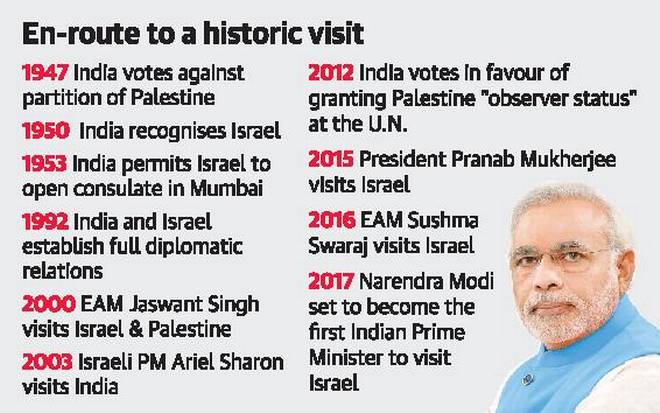 En-route to a historic visit
1947 India votes against
partition of Palestine
1950 India recognises Israel
1953 India permits Israel to
open consulate in Mumbai
1992 India and Israel
establish full diplomatic
relations
2000 EAM Jaswant Singh
visits Israel & Palestine
2003 Israeli PM Ariel Sharon
visits India
2012 India votes in favour of
granting Palestine "observer status"
at the U.N.
2015 President Pranab Mukherjee
visits Israel
2016 EAM Sushma
Swaraj visits Israel
2017 Narendra Modi
set to become the
first Indian Prime
Minister to visit
Israel